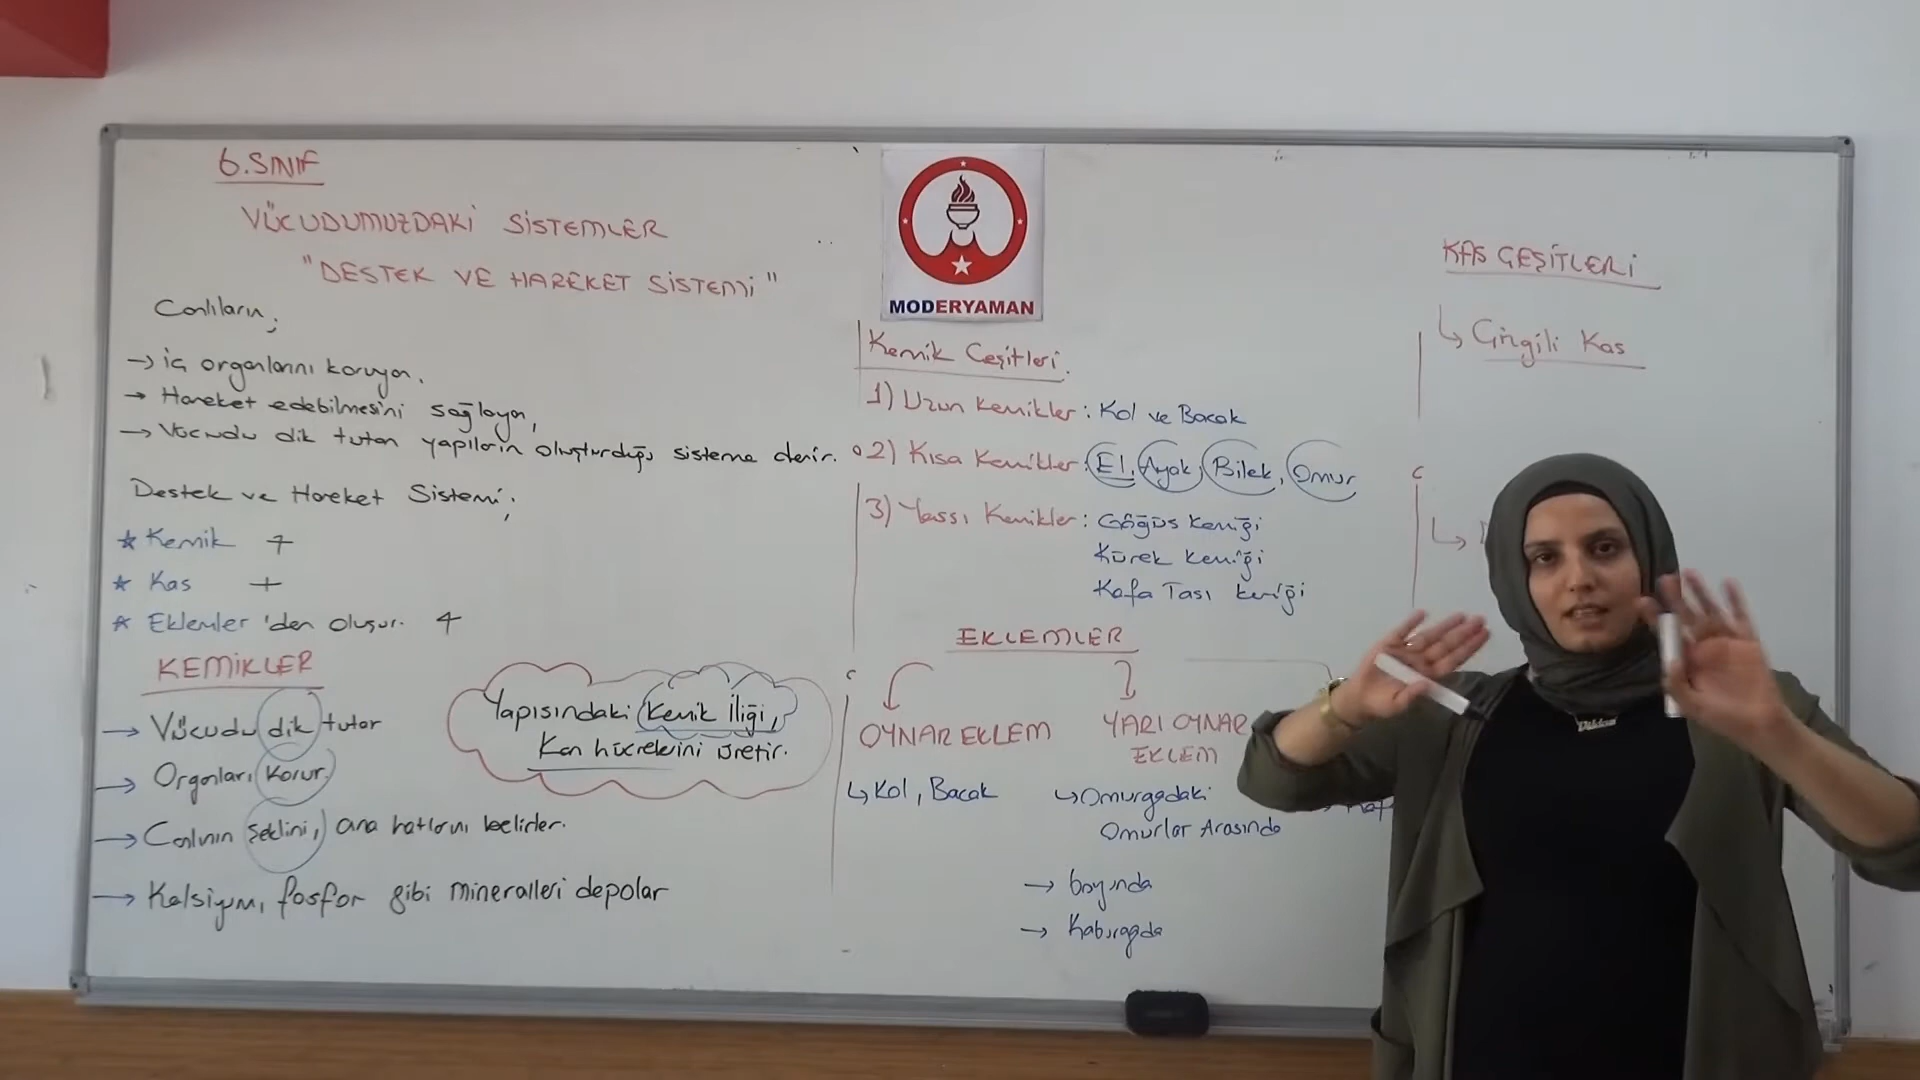 6.SINIF
VÜCUDUMUZDAKİ SİSTEMLER
"DESTEK VE HAREKET SİSTEMİ"
Canlıların;
→ iç organlarını koruyan,
→ Hareket edebilmesini sağlayan,
→ Vücudu dik tutan yapıların oluşturduğu sisteme denir.
Destek ve Hareket Sistemi;
* Kemik +
* Kas +
* Eklemler 'den oluşur. +
KEMİKLER
→ Vücudu dik tutar
→ Organları korur.
→ Canlının şeklini, ana hatlarını belirler.
→ Kalsiyum, fosfor gibi mineralleri depolar
Yapısındaki Kemik İliği,
Kan hücrelerini üretir.
MODERYAMAN
Kemik Çeşitleri.
1) Uzun Kemikler: Kol ve Bacak
2) Kısa Kemikler: El, Ayak, Bilek, Omur
3) Yassı Kemikler: Göğüs kemiği
Kürek kemiği
Kafa Tası kemiği
EKLEMLER
OYNAR EKLEM
↳ Kol, Bacak
YARI OYNAR
EKLEM
↳ Omurgadaki
Omurlar Arasında
→ boyunda
→ Kaburgada
KAS ÇEŞİTLERİ
↳ Çizgili Kas